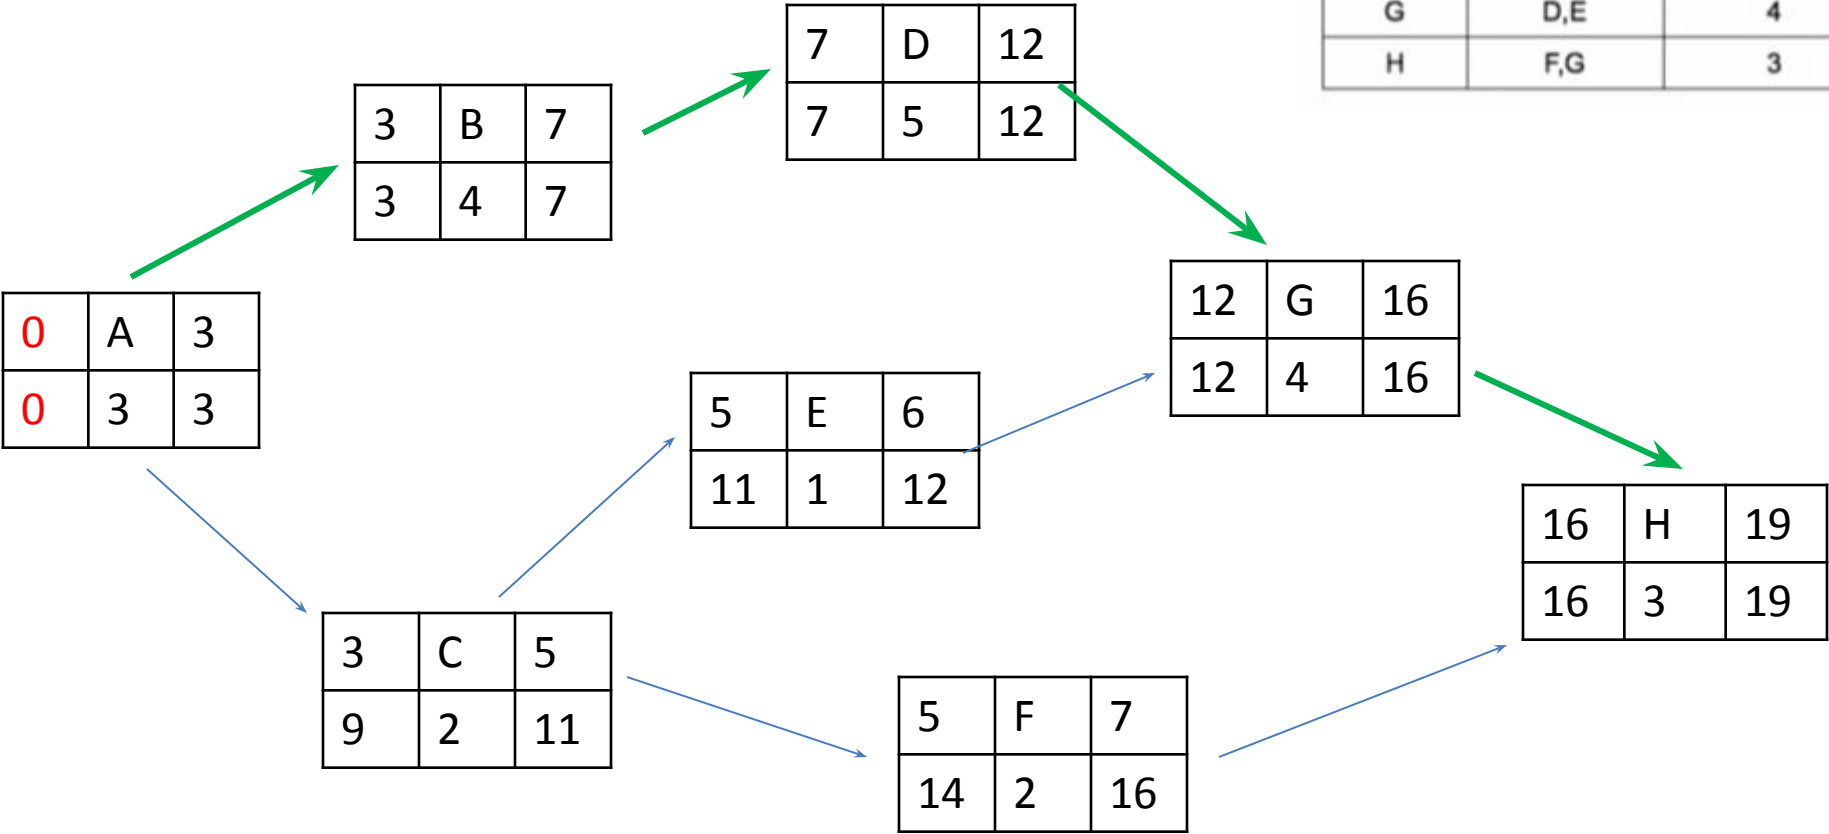 G D,E 4
H F,G 3
7 D 12
7 5 12
3 B 7
3 4 7
0 A 3
0 3 3
12 G 16
12 4 16
5 E 6
11 1 12
16 H 19
16 3 19
3 C 5
9 2 11
5 F 7
14 2 16